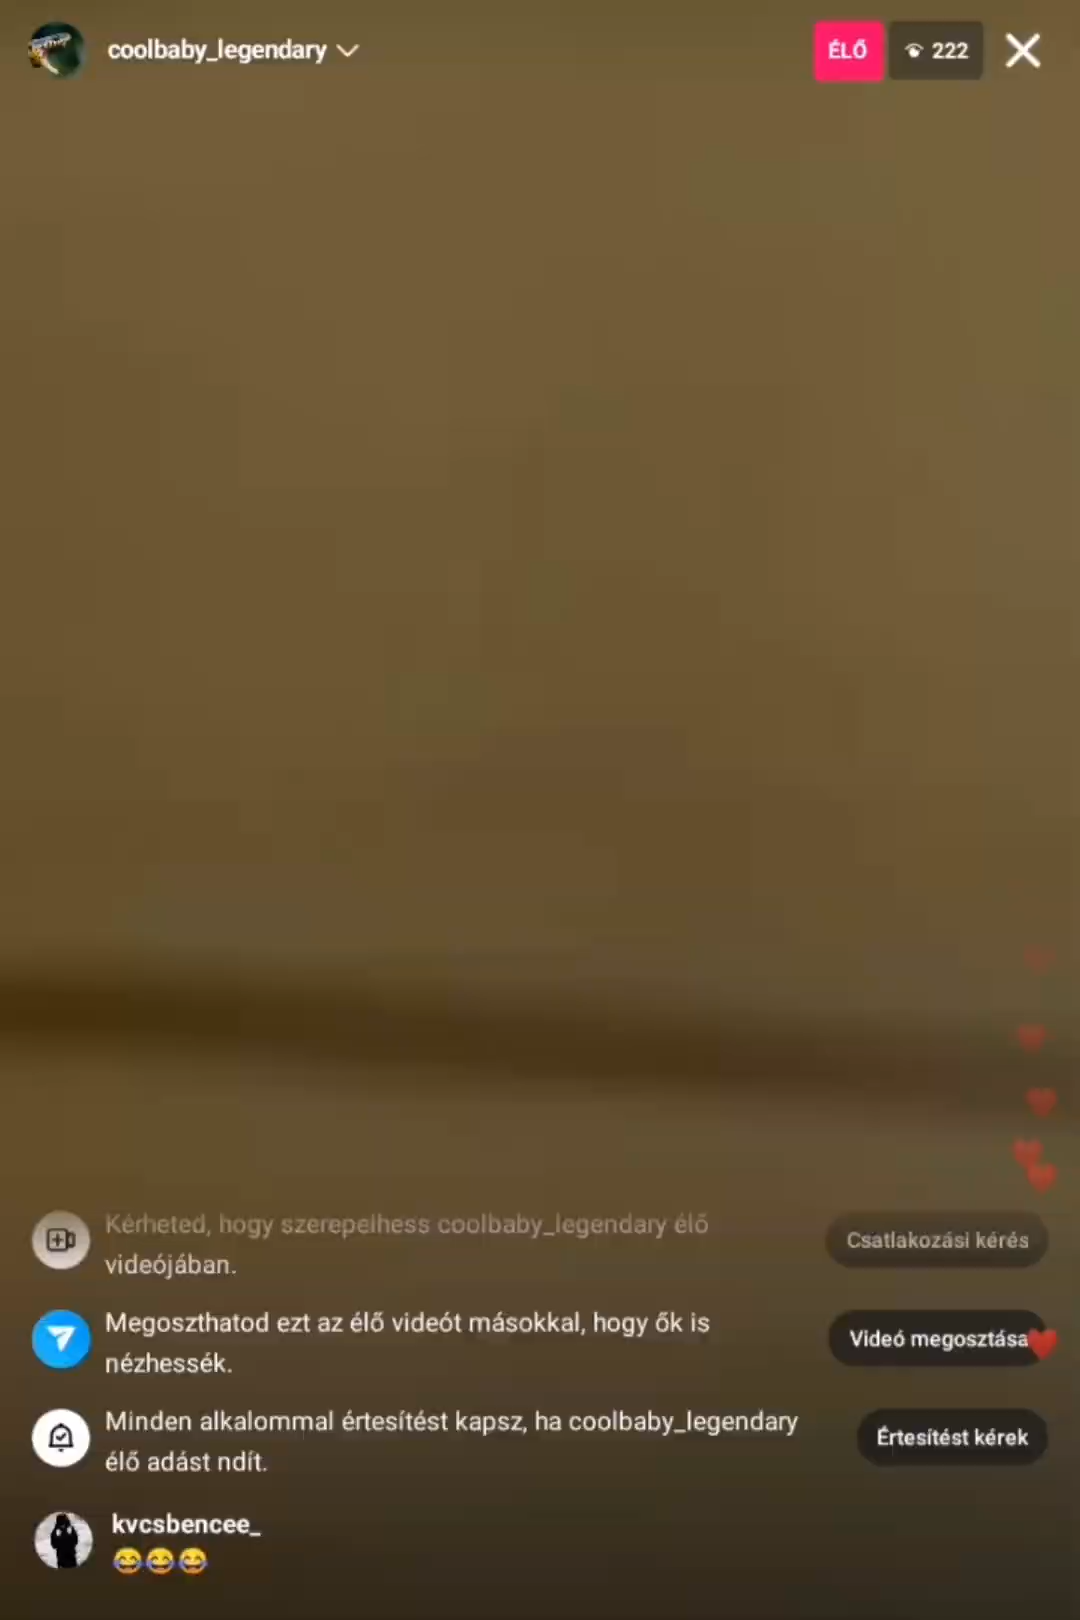 coolbaby_legendary
ÉLŐ
222
Kérheted, hogy szerepelhess coolbaby_legendary élő
videójában.
Csatlakozási kérés
Megoszthatod ezt az élő videót másokkal, hogy ők is
nézhessék.
Videó megosztása
Minden alkalommal értesítést kapsz, ha coolbaby_legendary
élő adást ndít.
Értesítést kérek
kvcsbencee_
😂😂😂